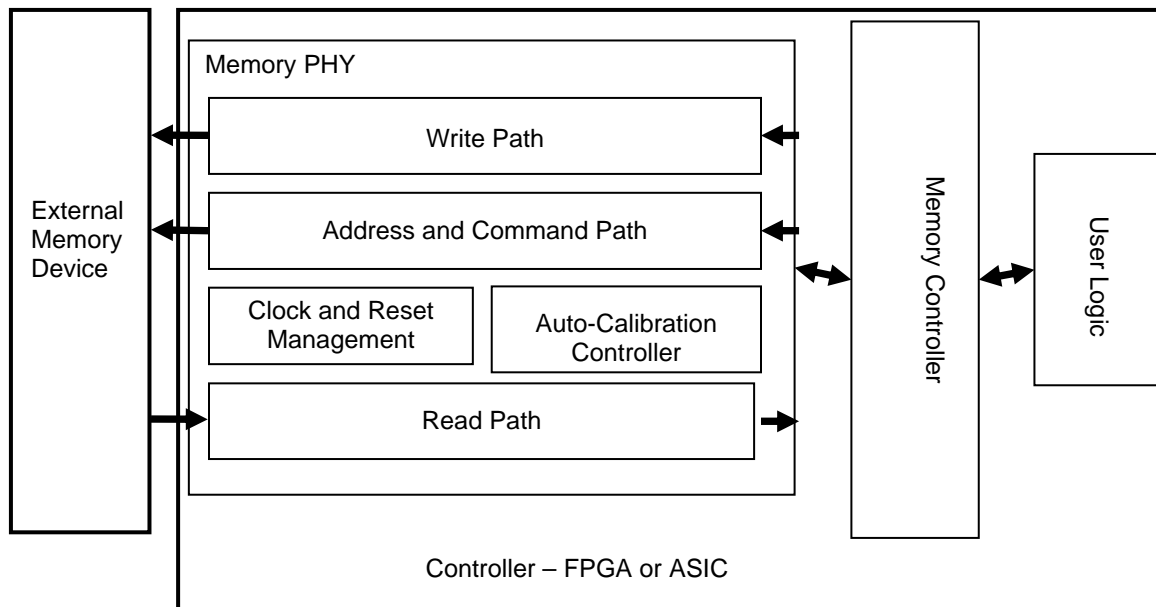 Memory PHY
Write Path
External
Memory
Device
Address and Command Path
Clock and Reset
Management
Auto-Calibration
Controller
Read Path
Memory Controller
User Logic
Controller – FPGA or ASIC